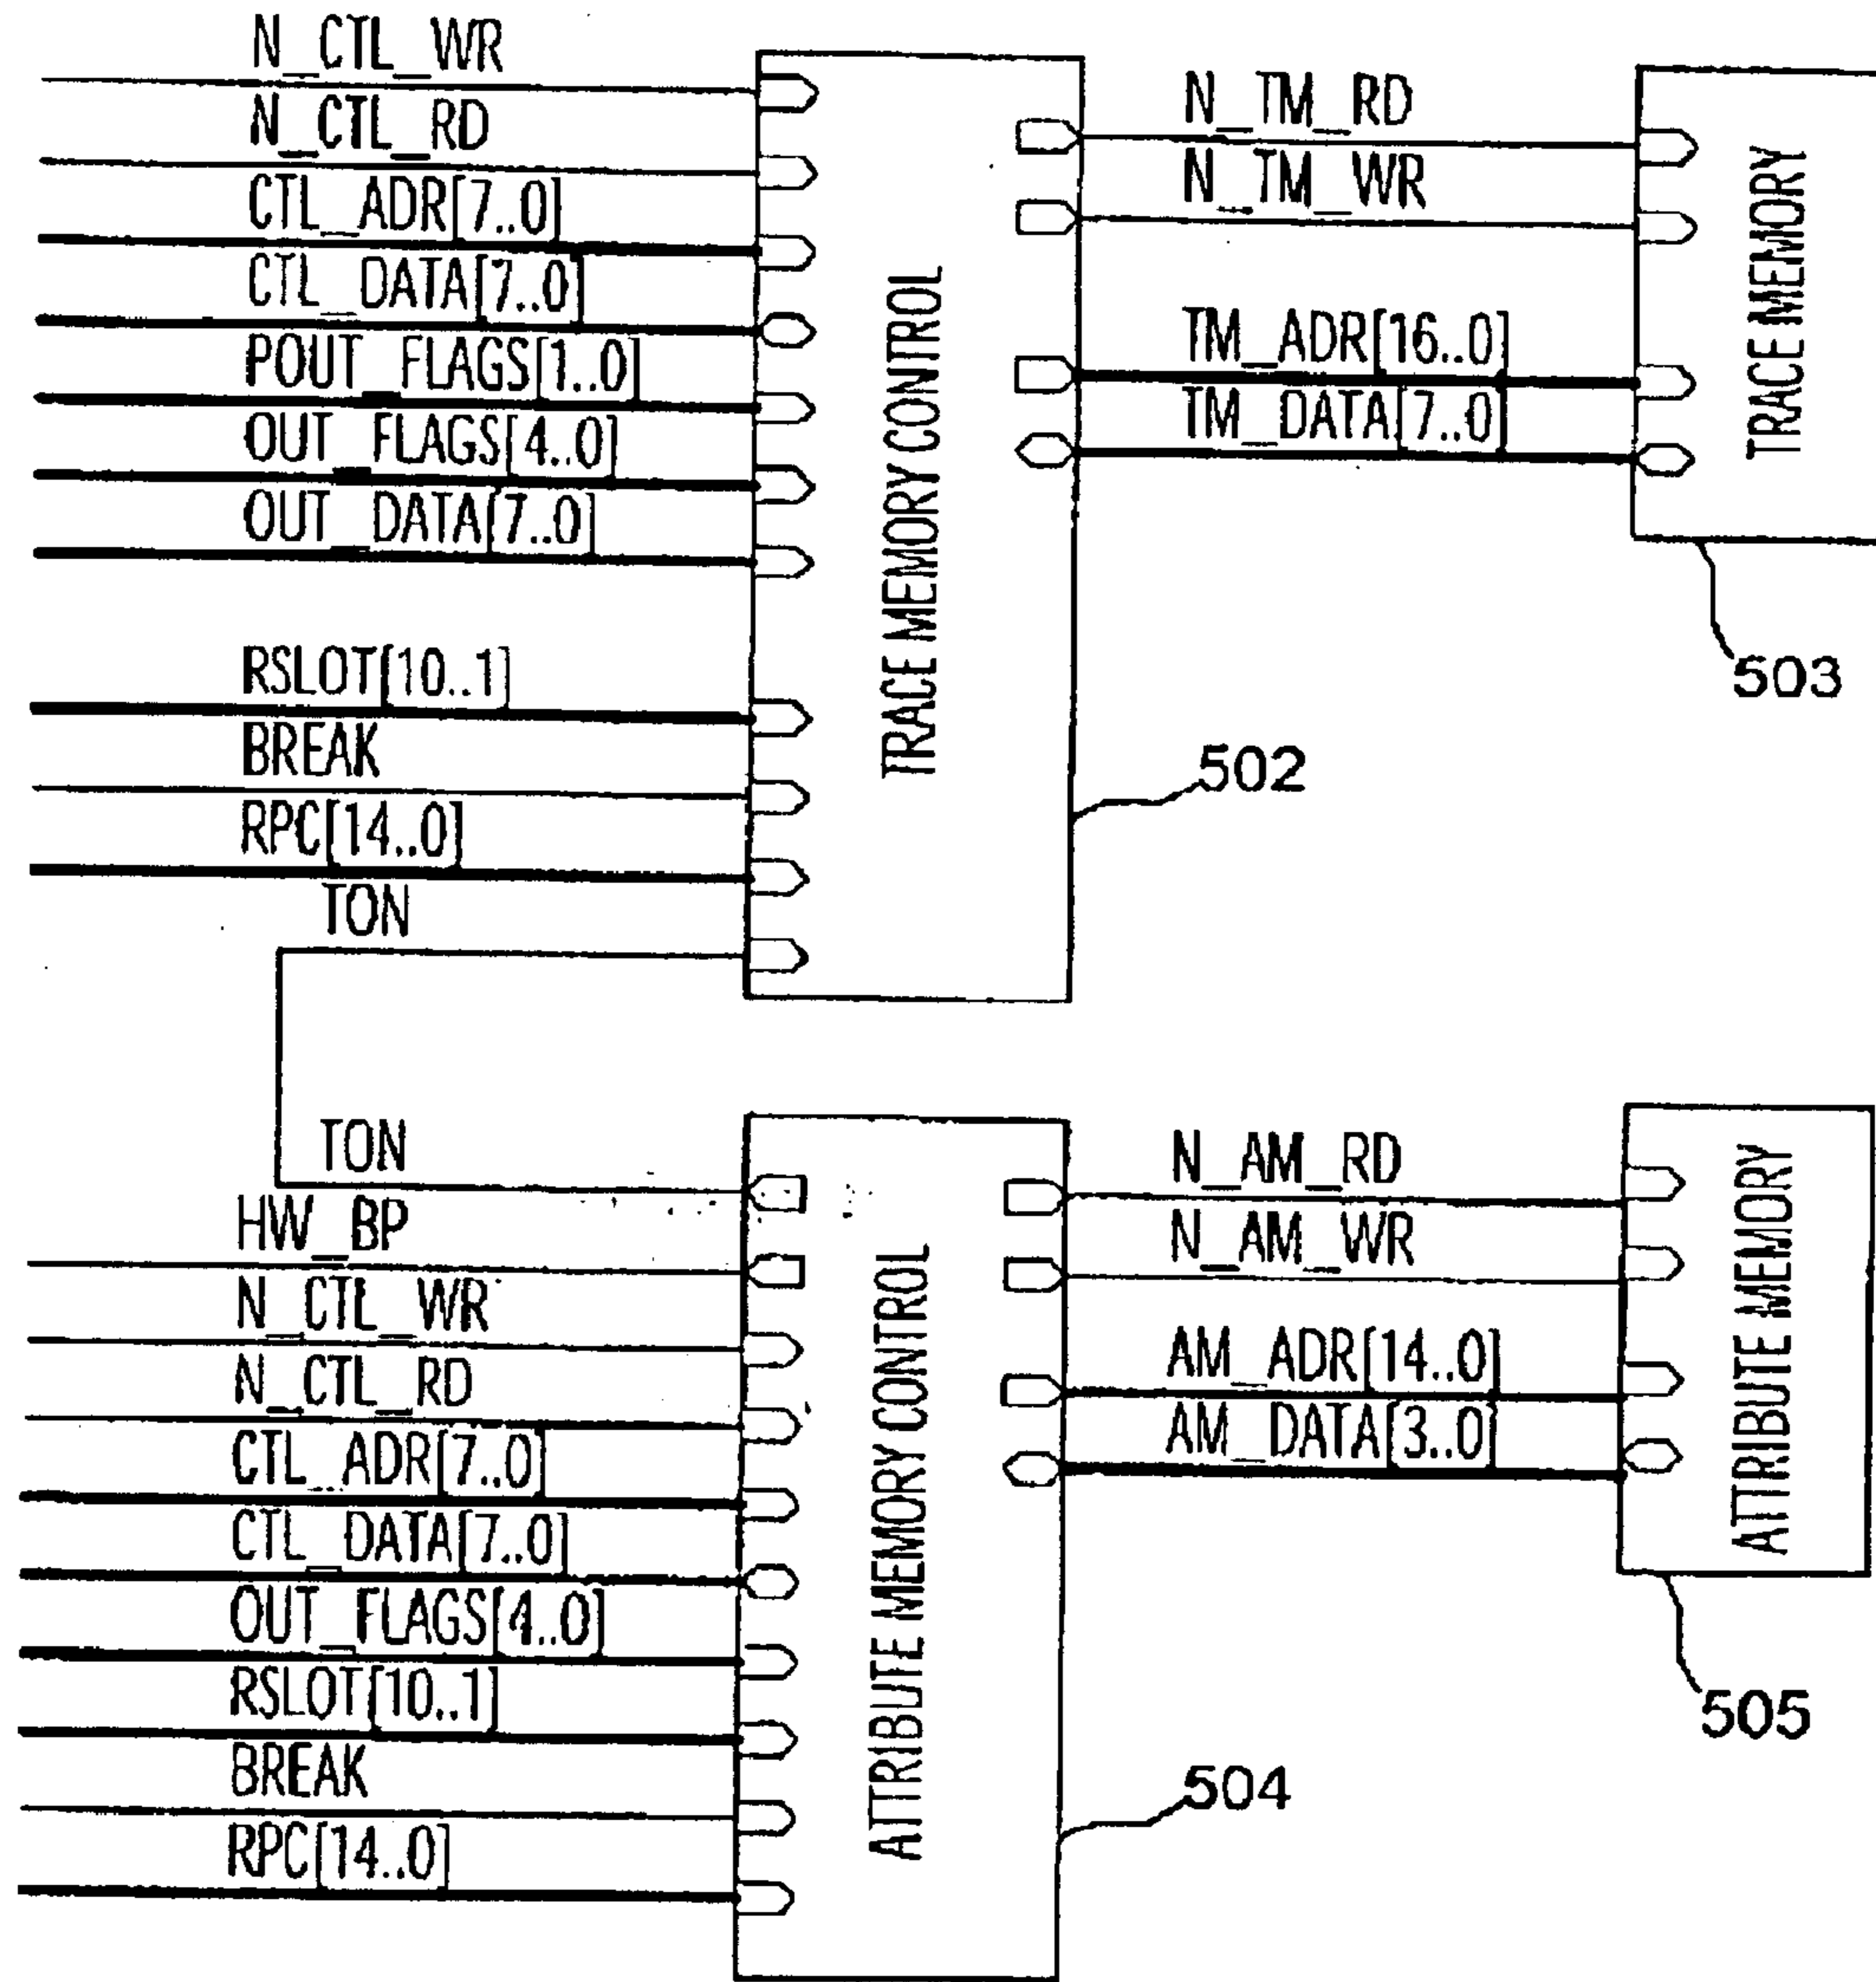 N_CTL_WR
N_CTL_RD
CTL_ADR[7..0]
CTL_DATA[7..0]
POUT_FLAGS[1..0]
OUT_FLAGS[4..0]
OUT_DATA[7..0]
RSLOT[10..1]
BREAK
RPC[14..0]
TON
TRACE MEMORY CONTROL
502
N_TM_RD
N_TM_WR
TM_ADR[16..0]
TM_DATA[7..0]
TRACE MEMORY
503
TON
HW_BP
N_CTL_WR
N_CTL_RD
CTL_ADR[7..0]
CTL_DATA[7..0]
OUT_FLAGS[4..0]
RSLOT[10..1]
BREAK
RPC[14..0]
ATTRIBUTE MEMORY CONTROL
504
N_AM_RD
N_AM_WR
AM_ADR[14..0]
AM_DATA[3..0]
ATTRIBUTE MEMORY
505